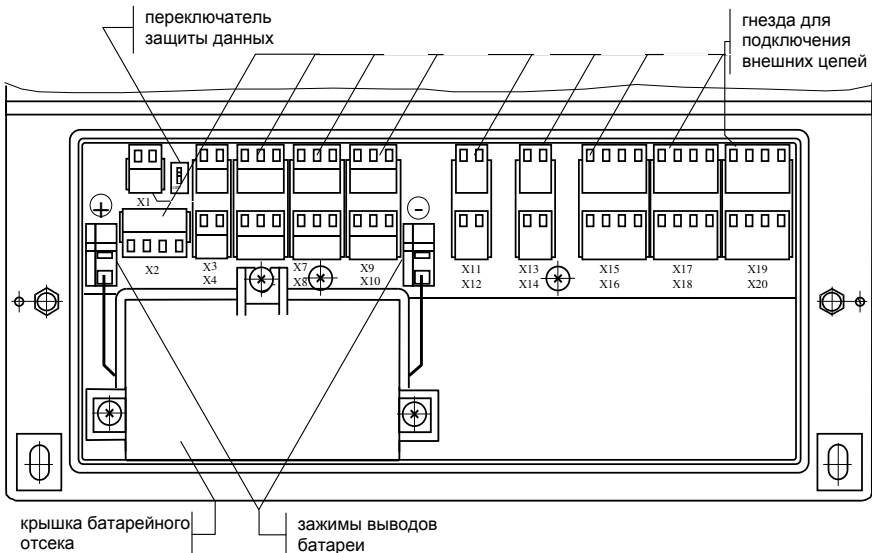 переключатель
защиты данных
гнезда для
подключения
внешних цепей
X1
+
-
X2
X3
X4
X7
X8
X9
X10
X11
X12
X13
X14
X15
X16
X17
X18
X19
X20
крышка батарейного
отсека
зажимы выводов
батареи